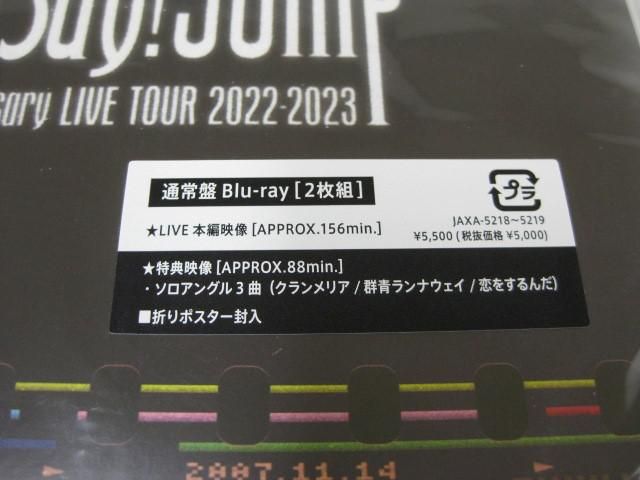 Say! JUMP
sary LIVE TOUR 2022-2023
通常盤 Blu-ray [2枚組]
★LIVE 本編映像 [APPROX.156min.]
プラ
JAXA-5218～5219
¥5,500 (税抜価格 ¥5,000)
★特典映像 [APPROX.88min.]
・ソロアングル3曲（クランメリア / 群青ランナウェイ / 恋をするんだ）
■折りポスター封入
2007.11.14